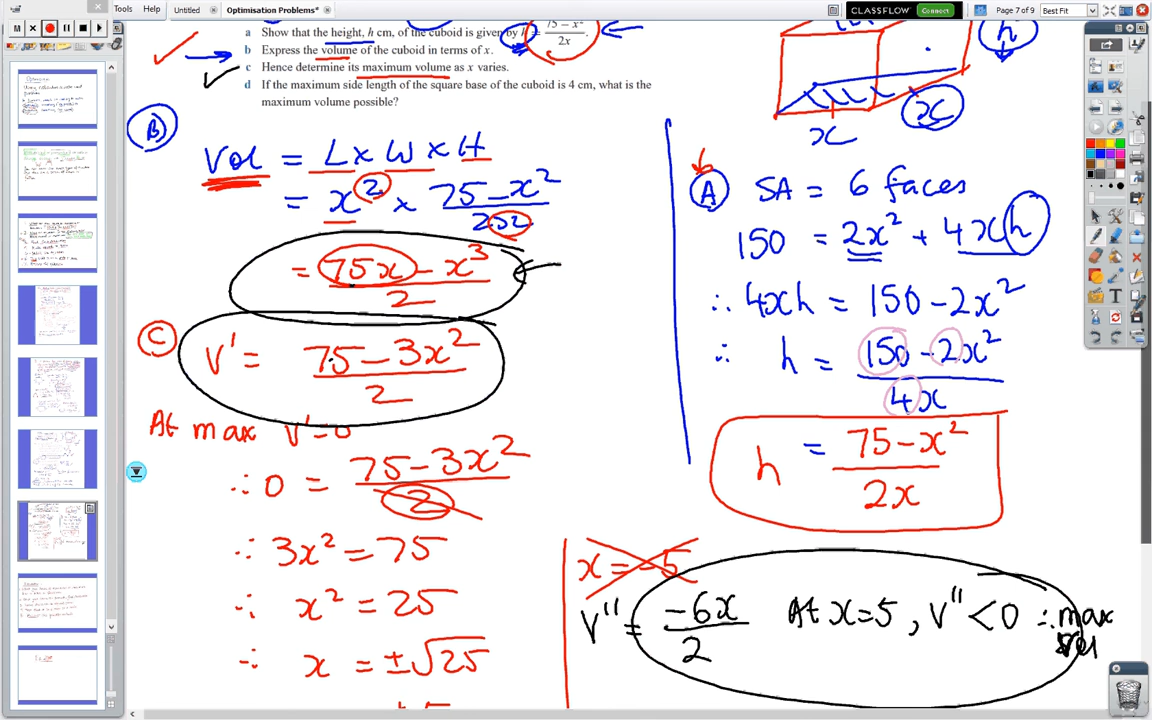 Tools Help Untitled Optimisation Problems* CLASSFLOW Connect Page 7 of 9 Best Fit
a Show that the height, h cm, of the cuboid is given by h = 75 − x² / 2x
b Express the volume of the cuboid in terms of x.
c Hence determine its maximum volume as x varies.
d If the maximum side length of the square base of the cuboid is 4 cm, what is the
maximum volume possible?
h
x
x
B
Vol = L x W x H
= x² x 75 − x² / 2x
= 75x − x³ / 2
C V' = 75 − 3x² / 2
At max V' = 0
∴ 0 = 75 − 3x² / 2
∴ 3x² = 75
∴ x² = 25
∴ x = ±√25
A SA = 6 faces
150 = 2x² + 4xh
∴ 4xh = 150 − 2x²
∴ h = 150 − 2x² / 4x
h = 75 − x² / 2x
x = −5
V'' = −6x / 2 At x = 5, V'' < 0 ∴ max